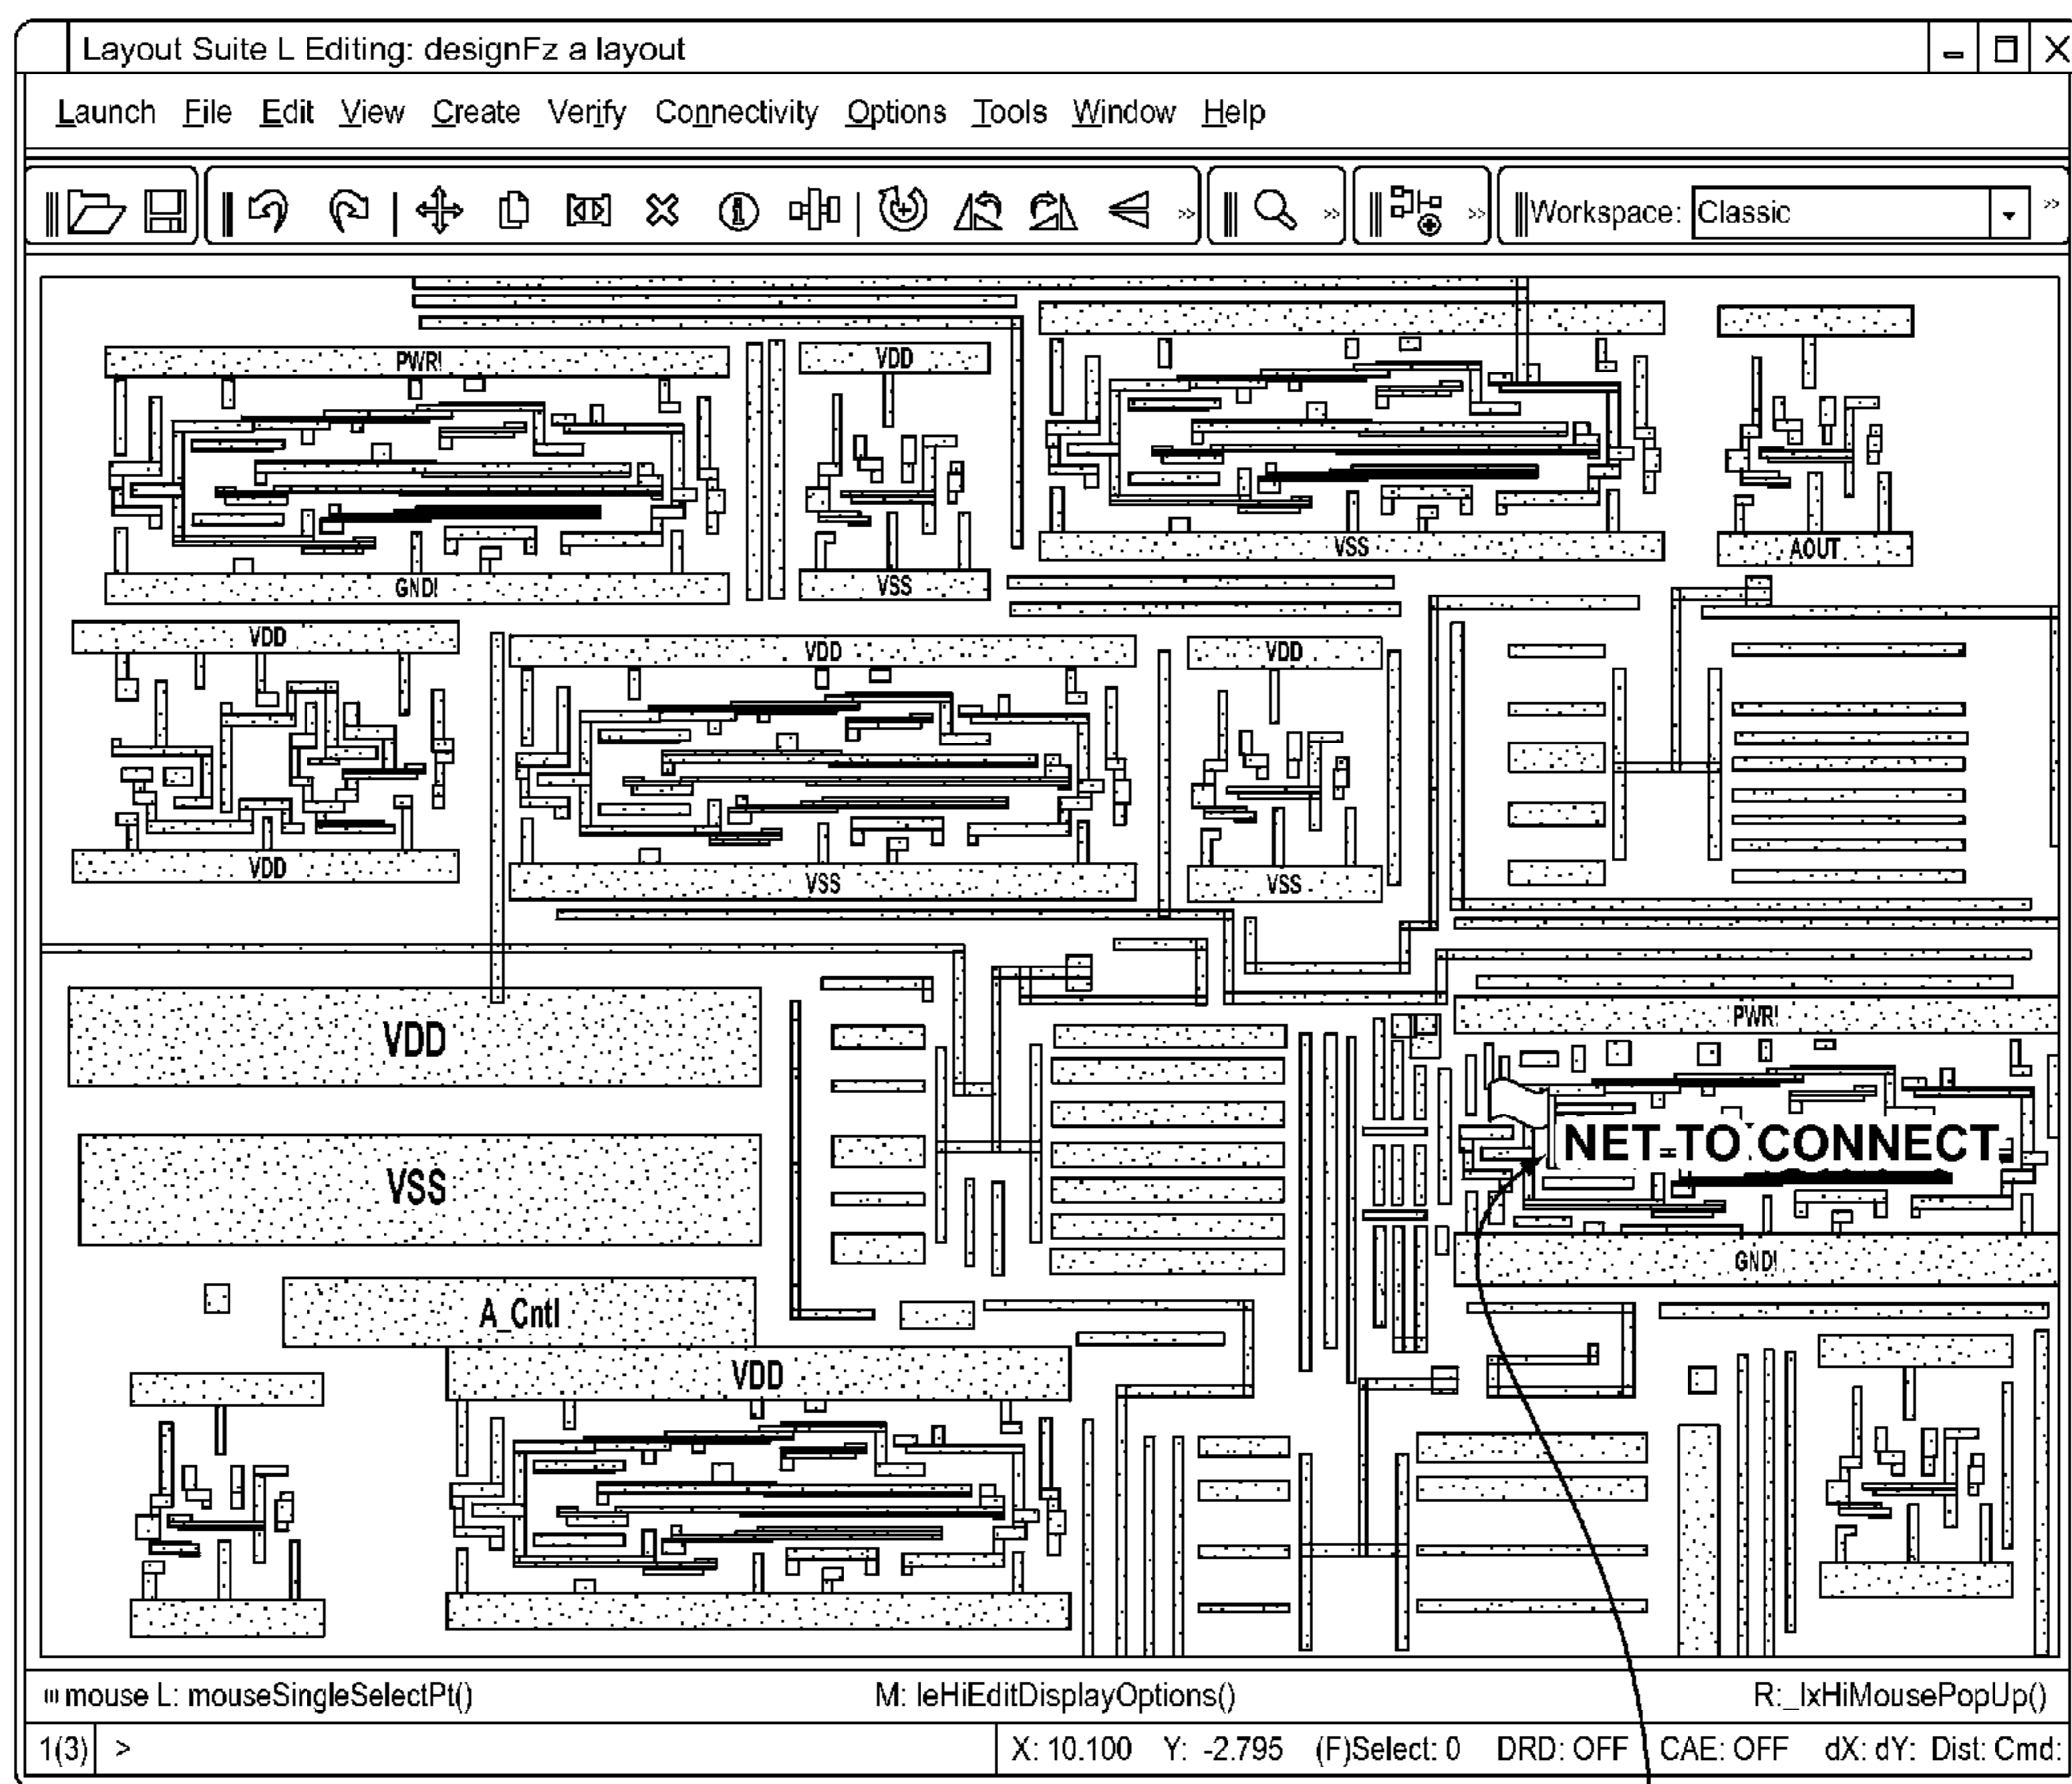 Layout Suite L Editing: designFz a layout
Launch File Edit View Create Verify Connectivity Options Tools Window Help
Workspace: Classic
PWR!
VDD
GND!
VSS
VSS
AOUT
VDD
VDD
VDD
VDD
VSS
VSS
VDD
PWR!
VSS
NET-TO CONNECT
GND!
A_Cntl
VDD
mouse L: mouseSingleSelectPt() M: leHiEditDisplayOptions() R:_lxHiMousePopUp()
1(3) > X: 10.100 Y: -2.795 (F)Select: 0 DRD: OFF CAE: OFF dX: dY: Dist: Cmd: